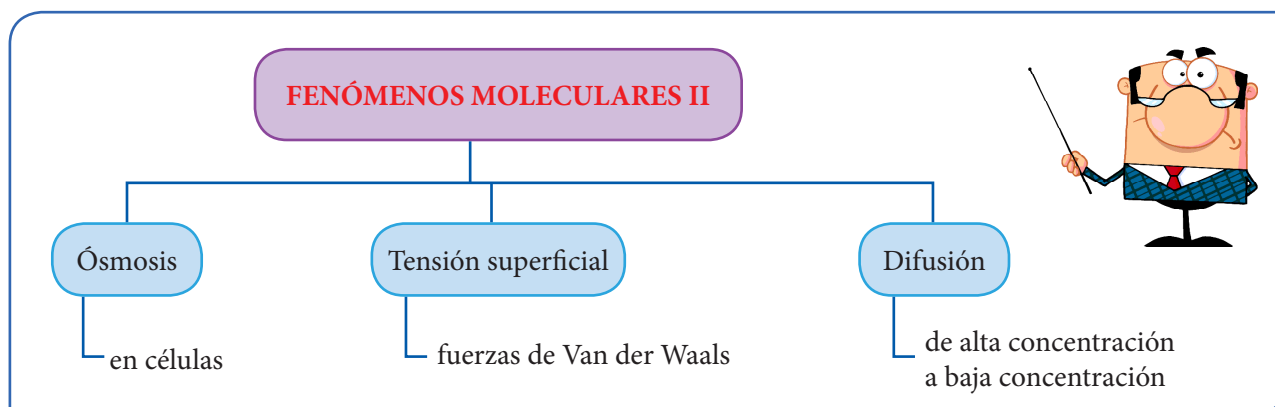 FENÓMENOS MOLECULARES II
Ósmosis
en células
Tensión superficial
fuerzas de Van der Waals
Difusión
de alta concentración
a baja concentración